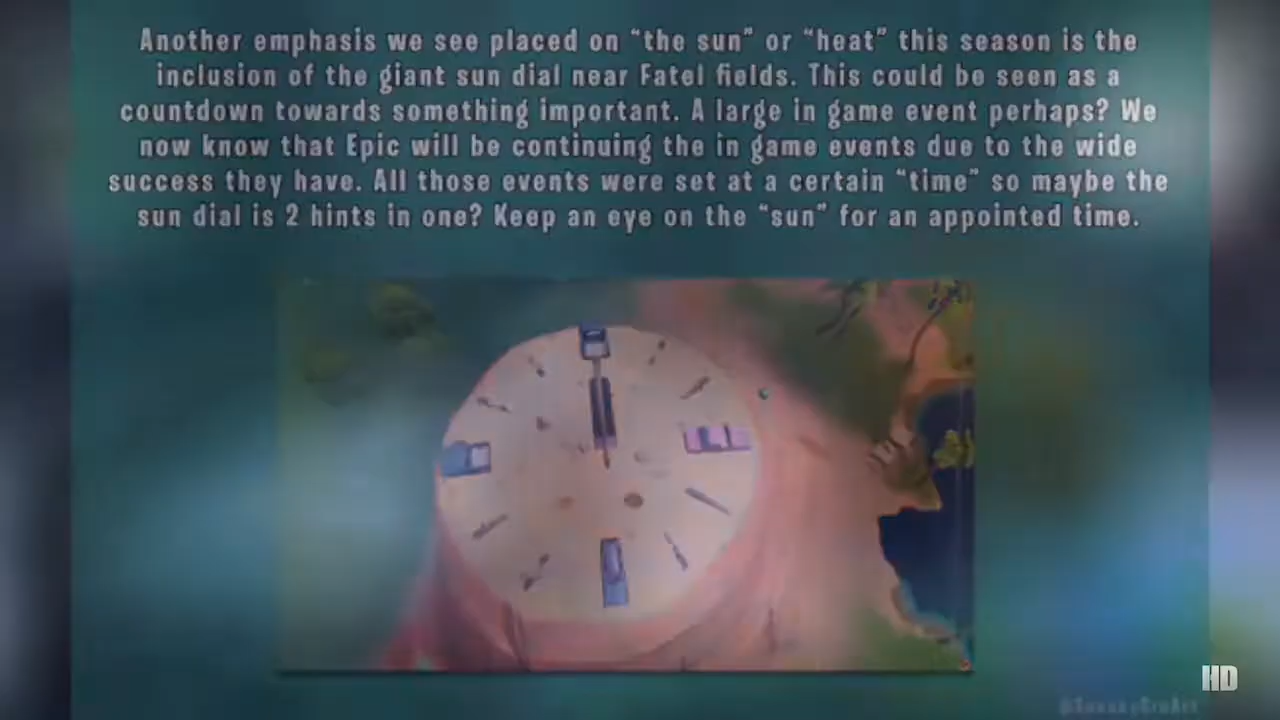 Another emphasis we see placed on “the sun” or “heat” this season is the
inclusion of the giant sun dial near Fatel fields. This could be seen as a
countdown towards something important. A large in game event perhaps? We
now know that Epic will be continuing the in game events due to the wide
success they have. All those events were set at a certain “time” so maybe the
sun dial is 2 hints in one? Keep an eye on the “sun” for an appointed time.
HD